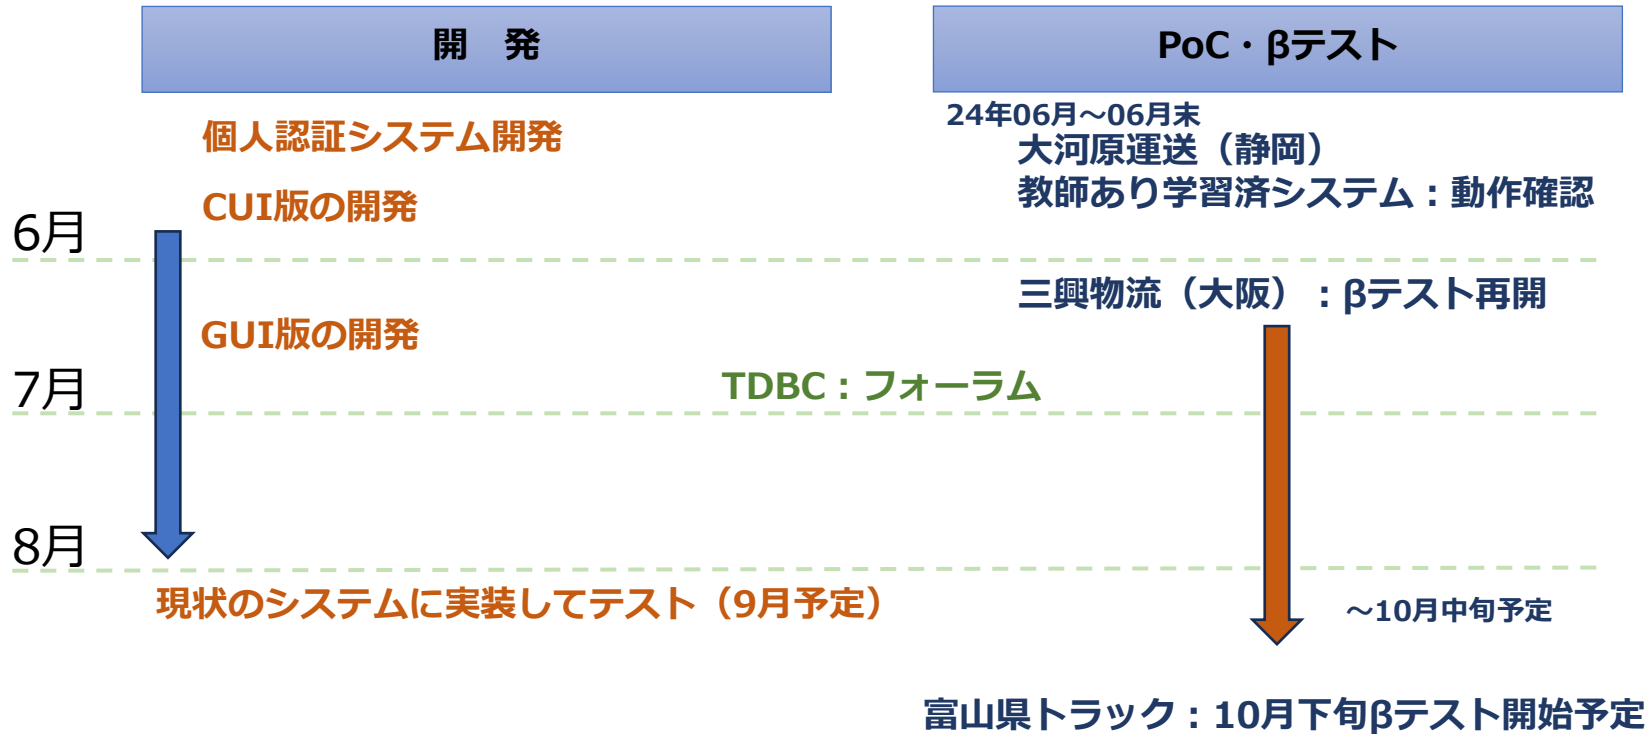 開　発
PoC・βテスト
24年06月～06月末
個人認証システム開発
大河原運送（静岡）
教師あり学習済システム：動作確認
CUI版の開発
6月
三興物流（大阪）：βテスト再開
GUI版の開発
7月
TDBC：フォーラム
8月
現状のシステムに実装してテスト（9月予定）
～10月中旬予定
富山県トラック：10月下旬βテスト開始予定